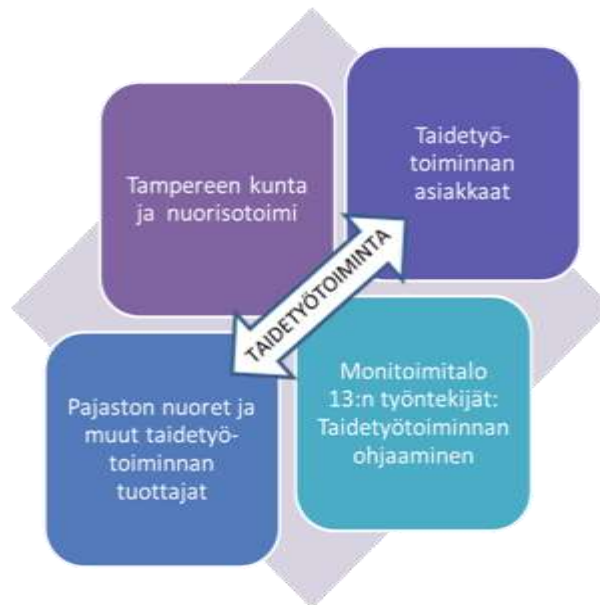 Tampereen kunta
ja nuorisotoimi
Taidetyö-
toiminnan
asiakkaat
TAIDETYÖTOIMINTA
Pajaston nuoret ja
muut taidetyö-
toiminnan
tuottajat
Monitoimitalo
13:n työntekijät:
Taidetyötoiminnan
ohjaaminen